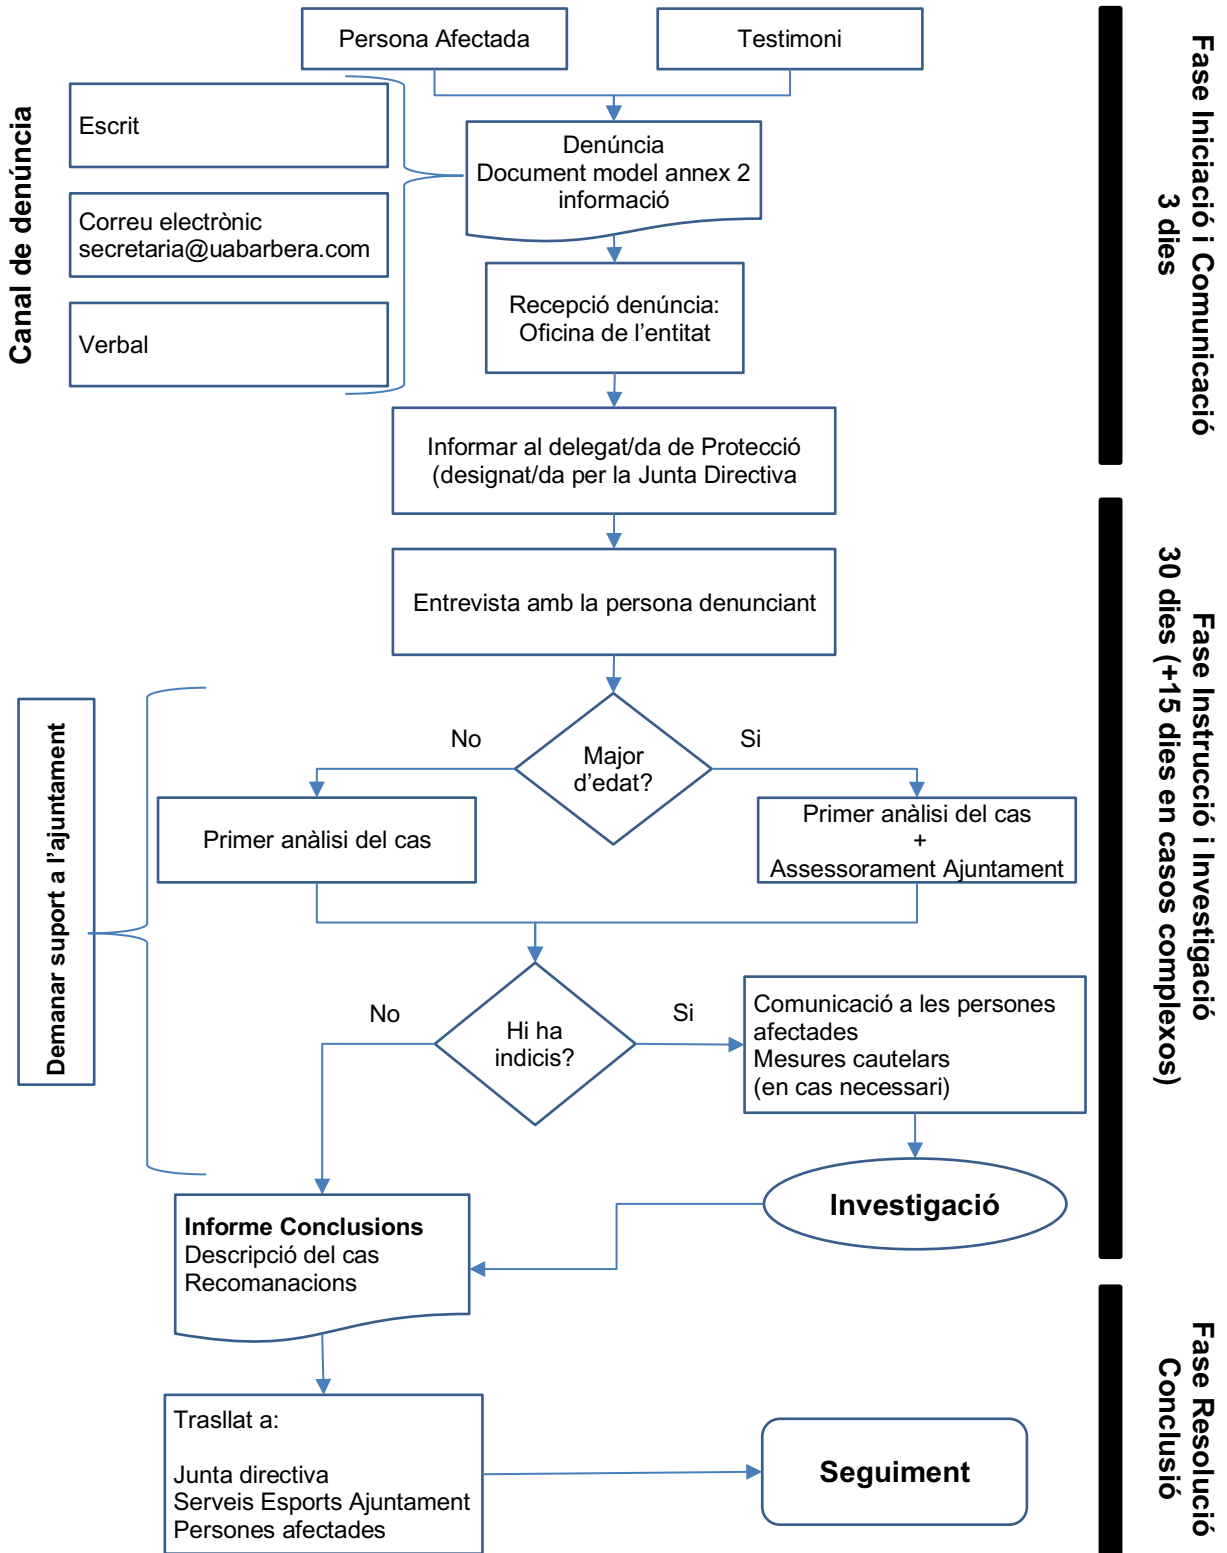 Persona Afectada
Testimoni
Canal de denúncia
Escrit
Correu electrònic
secretaria@uabarbera.com
Verbal
Denúncia
Document model annex 2
informació
Recepció denúncia:
Oficina de l’entitat
Informar al delegat/da de Protecció
(designat/da per la Junta Directiva
Fase Iniciació i Comunicació
3 dies
Entrevista amb la persona denunciant
Major
d’edat?
No
Si
Primer anàlisi del cas
Primer anàlisi del cas
+
Assessorament Ajuntament
Demanar suport a l’ajuntament
Hi ha
indicis?
No
Si
Comunicació a les persones
afectades
Mesures cautelars
(en cas necessari)
Investigació
Fase Instrucció i Investigació
30 dies (+15 dies en casos complexos)
Informe Conclusions
Descripció del cas
Recomanacions
Trasllat a:
Junta directiva
Serveis Esports Ajuntament
Persones afectades
Seguiment
Fase Resolució
Conclusió